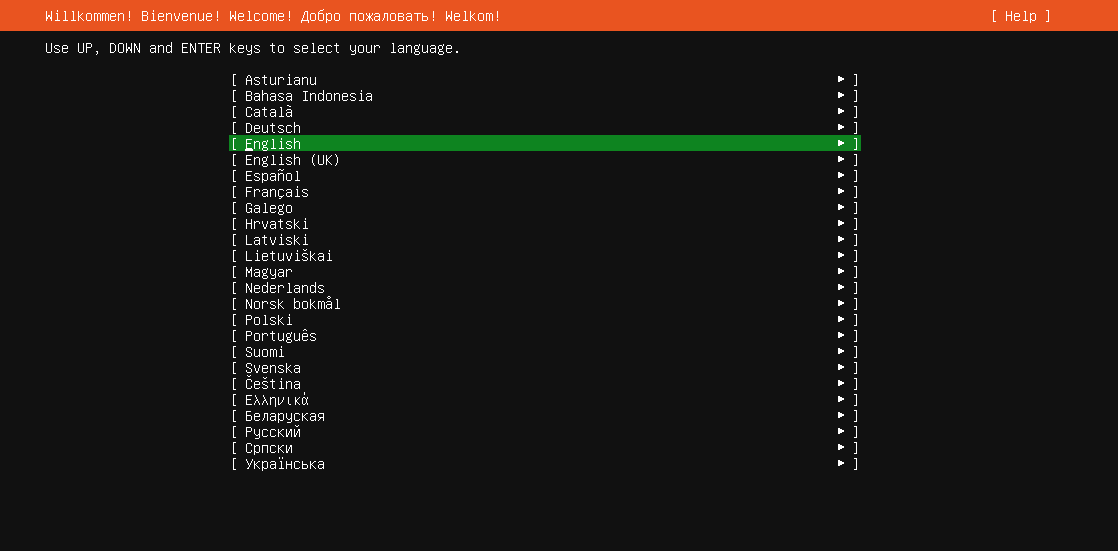 Willkommen! Bienvenue! Welcome! Добро пожаловать! Welkom! [ Help ]
Use UP, DOWN and ENTER keys to select your language.
[ Asturianu ► ]
[ Bahasa Indonesia ► ]
[ Català ► ]
[ Deutsch ► ]
[ English ► ]
[ English (UK) ► ]
[ Español ► ]
[ Français ► ]
[ Galego ► ]
[ Hrvatski ► ]
[ Latviski ► ]
[ Lietuviškai ► ]
[ Magyar ► ]
[ Nederlands ► ]
[ Norsk bokmål ► ]
[ Polski ► ]
[ Português ► ]
[ Suomi ► ]
[ Svenska ► ]
[ Čeština ► ]
[ Ελληνικά ► ]
[ Беларуская ► ]
[ Русский ► ]
[ Српски ► ]
[ Українська ► ]